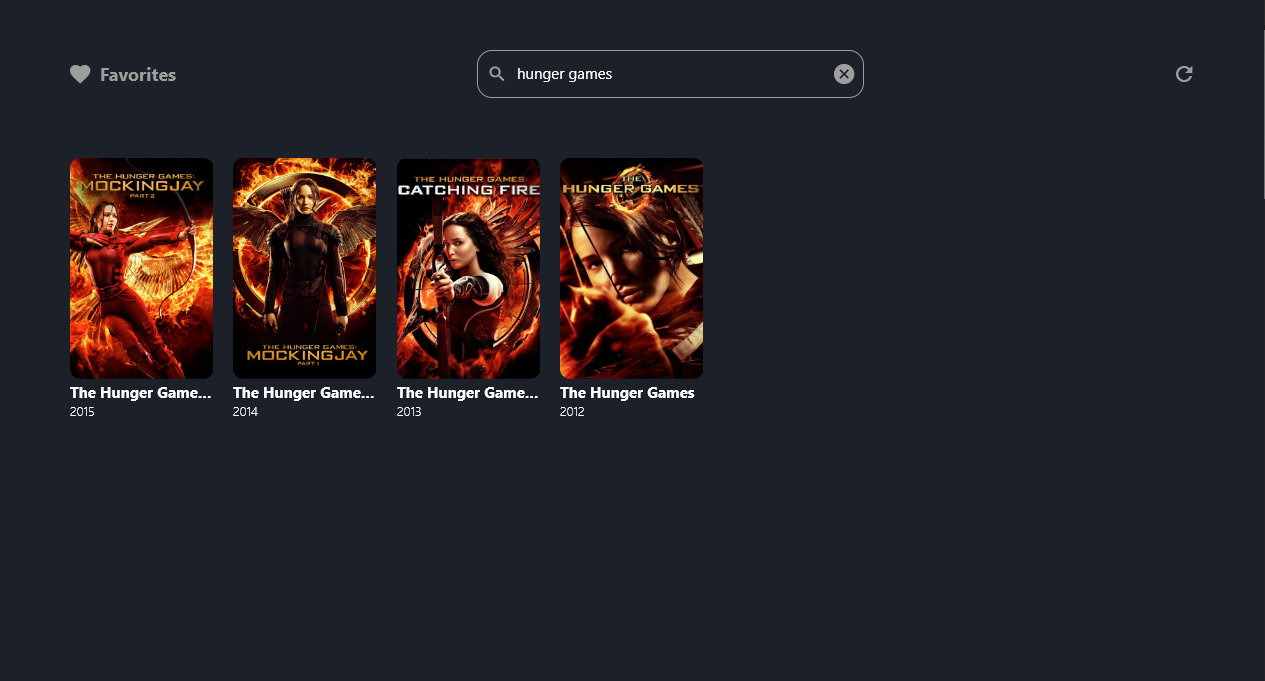 Favorites
hunger games
THE HUNGER GAMES:
MOCKINGJAY
PART 2
THE HUNGER GAMES:
MOCKINGJAY
PART 1
THE HUNGER GAMES
CATCHING FIRE
THE
HUNGER GAMES
The Hunger Game...
2015
The Hunger Game...
2014
The Hunger Game...
2013
The Hunger Games
2012